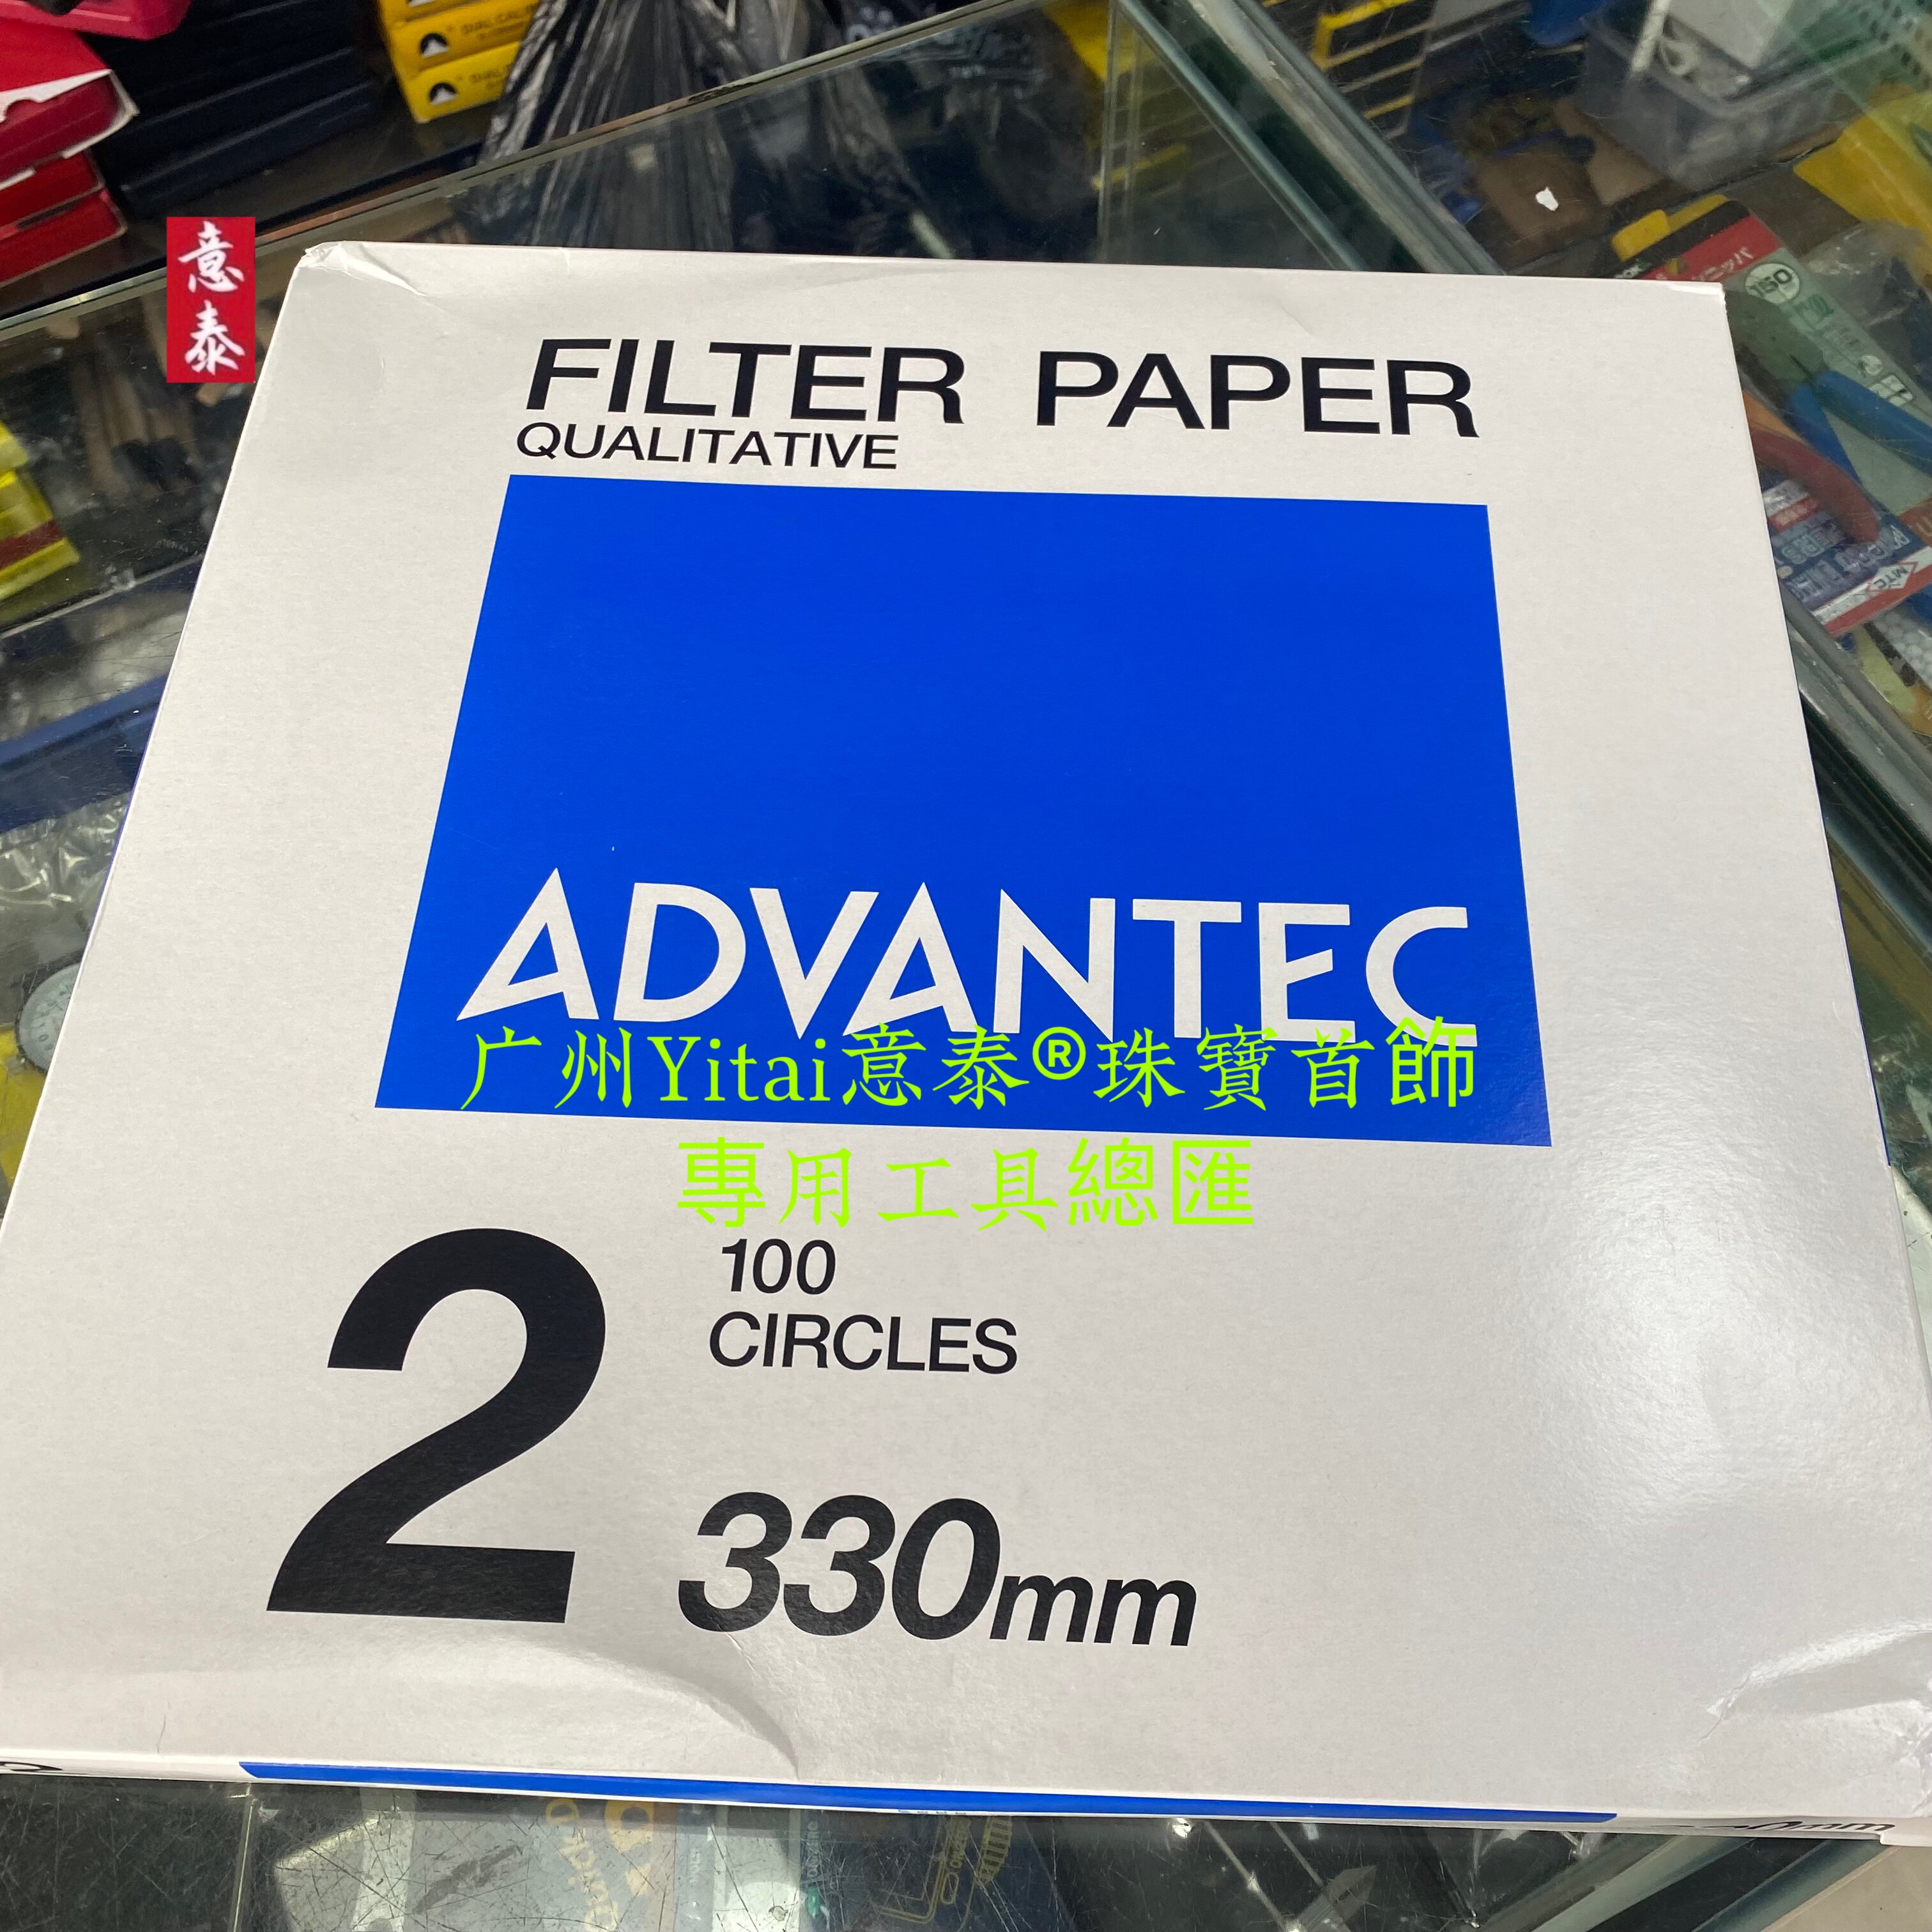 意
泰
FILTER PAPER
QUALITATIVE
ADVANTEC
广州Yitai意泰®珠寶首飾
專用工具總匯
100
CIRCLES
2
330mm